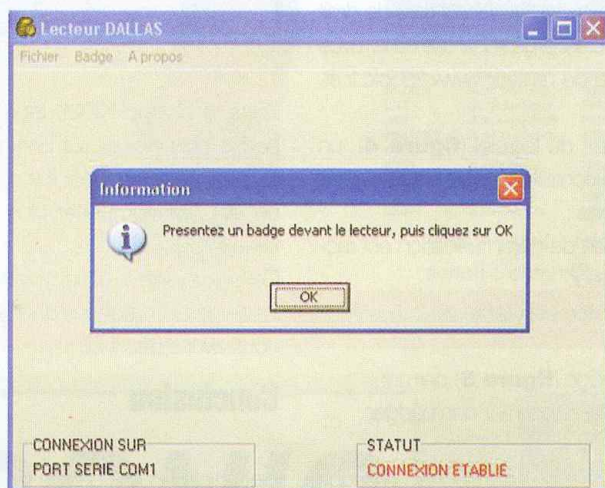 Lecteur DALLAS
Fichier Badge A propos
Information
Presentez un badge devant le lecteur, puis cliquez sur OK
OK
CONNEXION SUR
PORT SERIE COM1
STATUT
CONNEXION ETABLIE